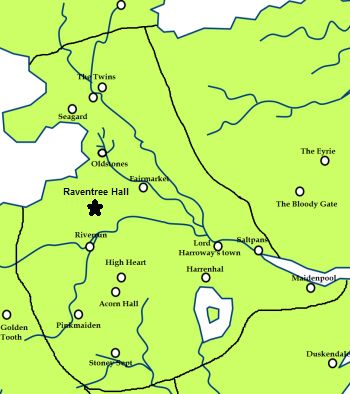 The Twins
Seagard
Oldstones
The Eyrie
Fairmarket
Raventree Hall
The Bloody Gate
Riverrun
Lord
Harroway's town
Saltpans
High Heart
Harrenhal
Maidenpool
Acorn Hall
Golden
Tooth
Pinkmaiden
Stoney Sept
Duskendale